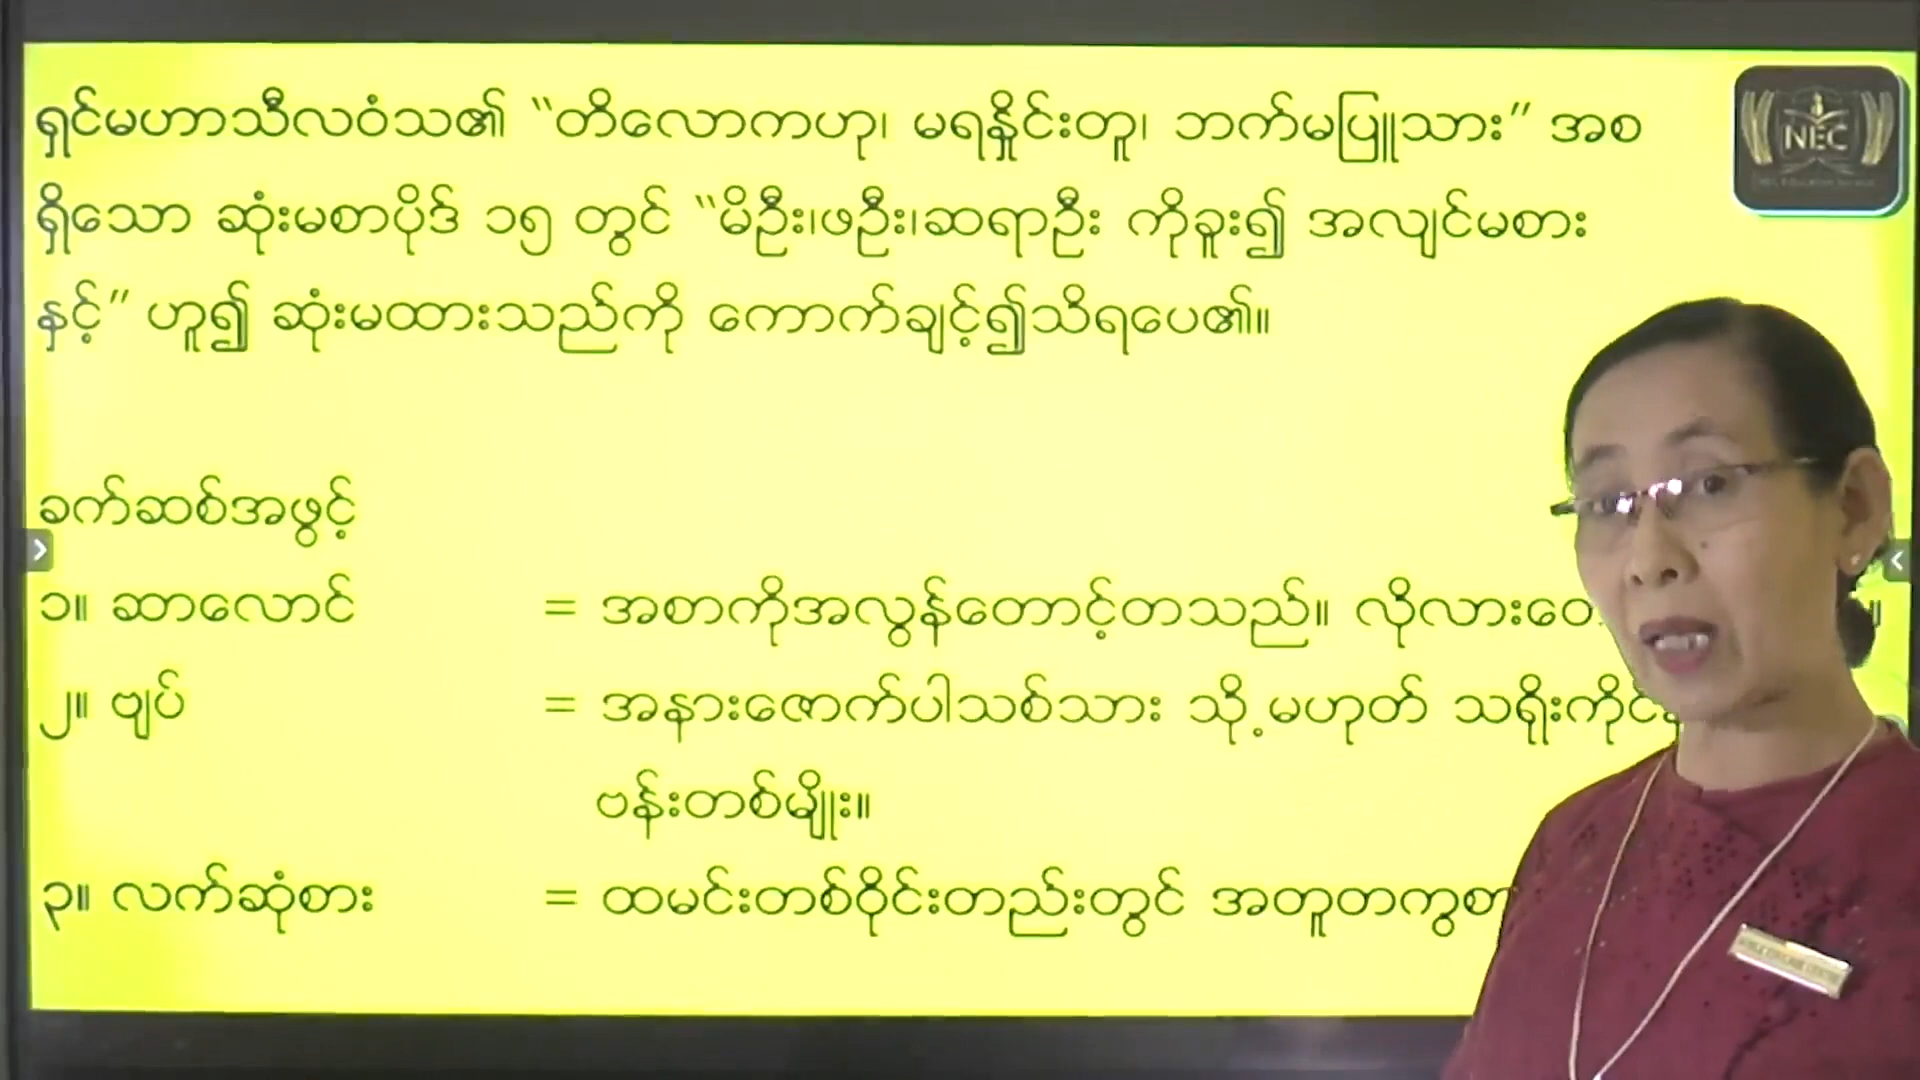 ရှင်မဟာသီလဝံသ၏ “တိလောကဟု၊ မရနှိုင်းတူ၊ ဘက်မပြူသား” အစ
ရှိသော ဆုံးမစာပိုဒ် ၁၅ တွင် “မိဦး၊ဖဦး၊ဆရာဦး ကိုခူး၍ အလျင်မစား
နှင့်” ဟူ၍ ဆုံးမထားသည်ကို ကောက်ချင့်၍သိရပေ၏။
NEC
ခက်ဆစ်အဖွင့်
၁။ ဆာလောင် = အစာကိုအလွန်တောင့်တသည်။ လိုလား
၂။ ဗျပ် = အနားဇောက်ပါသစ်သား သို့မဟုတ် သရိုးကိုင်
ဗန်းတစ်မျိုး။
၃။ လက်ဆုံစား = ထမင်းတစ်ဝိုင်းတည်းတွင် အတူတကွ